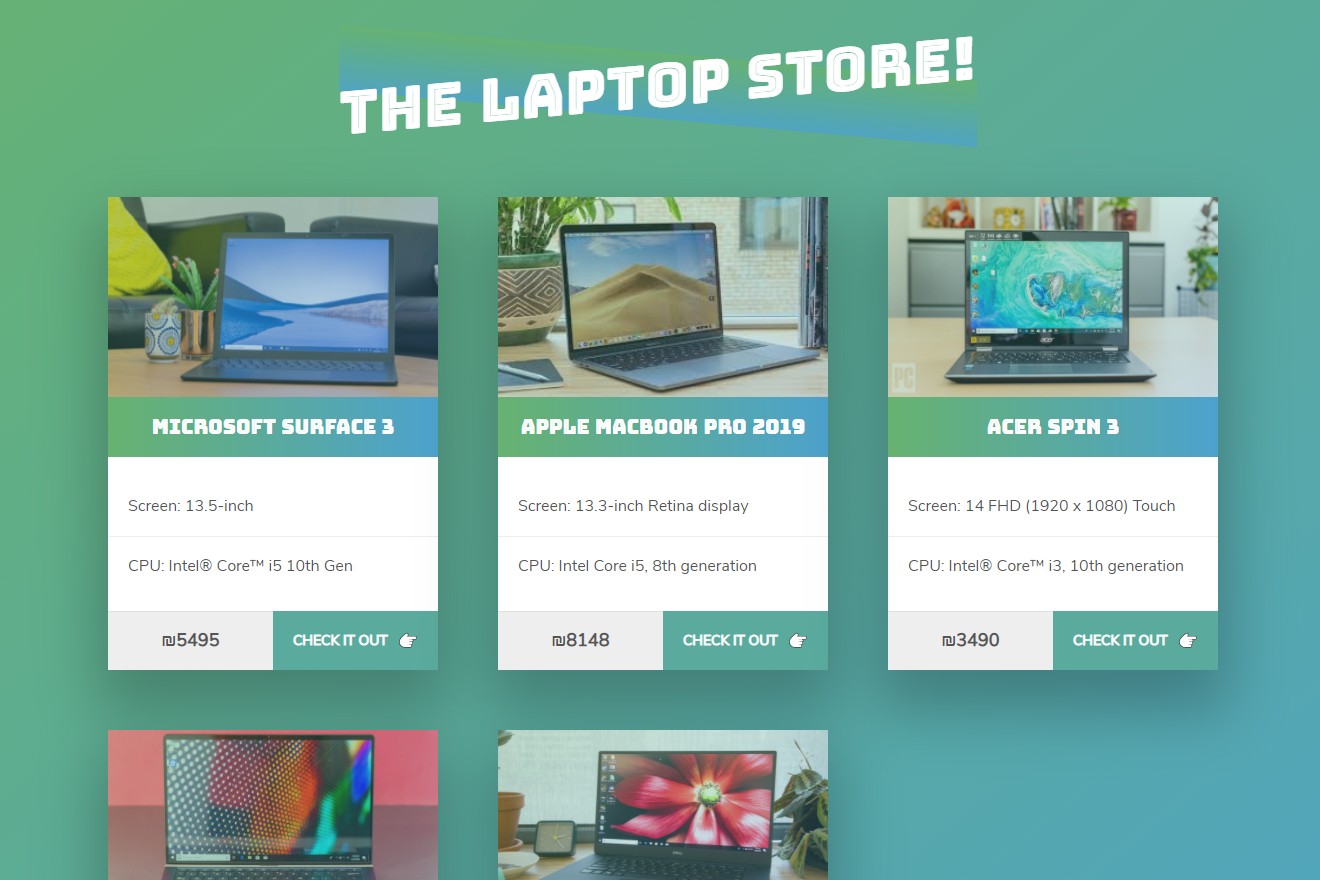 THE LAPTOP STORE!
MICROSOFT SURFACE 3
Screen: 13.5-inch
CPU: Intel® Core™ i5 10th Gen
₪5495
CHECK IT OUT
APPLE MACBOOK PRO 2019
Screen: 13.3-inch Retina display
CPU: Intel Core i5, 8th generation
₪8148
CHECK IT OUT
PC
acer
ACER SPIN 3
Screen: 14 FHD (1920 x 1080) Touch
CPU: Intel® Core™ i3, 10th generation
₪3490
CHECK IT OUT